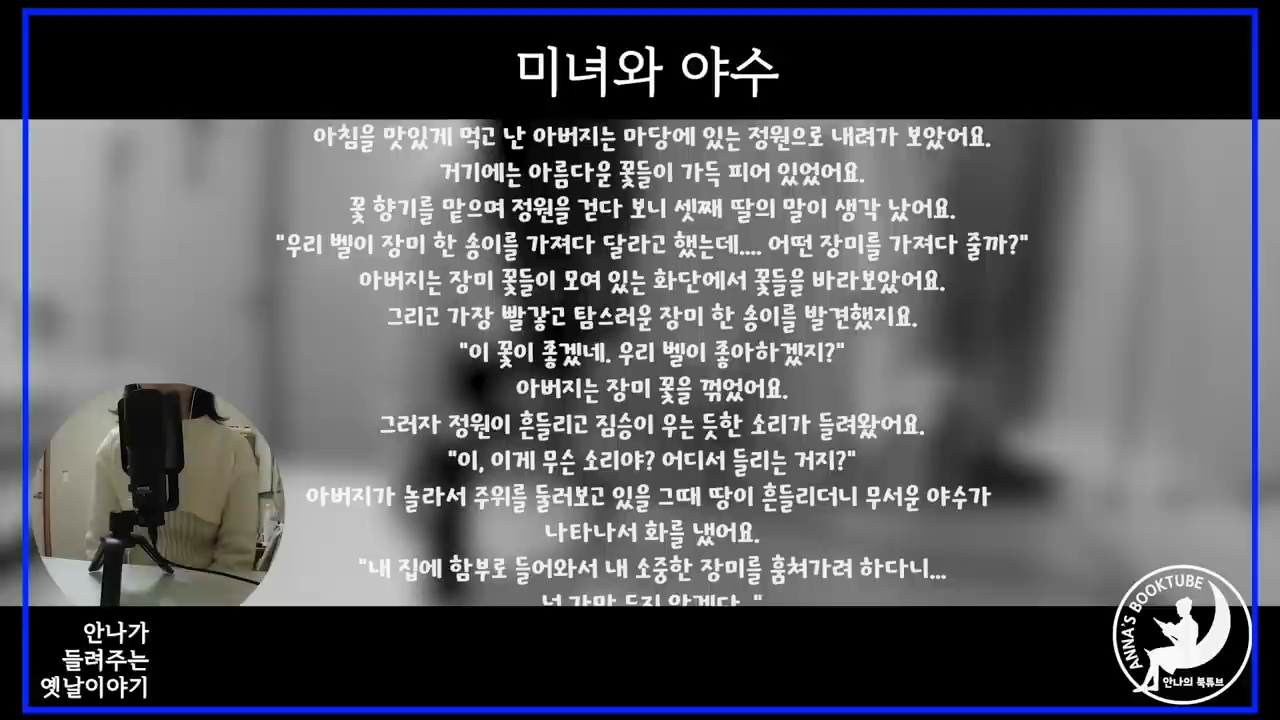 미녀와 야수
아침을 맛있게 먹고 난 아버지는 마당에 있는 정원으로 내려가 보았어요.
거기에는 아름다운 꽃들이 가득 피어 있었어요.
꽃 향기를 맡으며 정원을 걷다 보니 셋째 딸의 말이 생각 났어요.
"우리 벨이 장미 한 송이를 가져다 달라고 했는데.... 어떤 장미를 가져다 줄까?"
아버지는 장미 꽃들이 모여 있는 화단에서 꽃들을 바라보았어요.
그리고 가장 빨갛고 탐스러운 장미 한 송이를 발견했지요.
"이 꽃이 좋겠네. 우리 벨이 좋아하겠지?"
아버지는 장미 꽃을 꺾었어요.
그러자 정원이 흔들리고 짐승이 우는 듯한 소리가 들려왔어요.
"이, 이게 무슨 소리야? 어디서 들리는 거지?"
아버지가 놀라서 주위를 둘러보고 있을 그때 땅이 흔들리더니 무서운 야수가
나타나서 화를 냈어요.
"내 집에 함부로 들어와서 내 소중한 장미를 훔쳐가려 하다니...
안나가
들려주는
옛날이야기
ANNA'S BOOKTUBE
안나의 북튜브